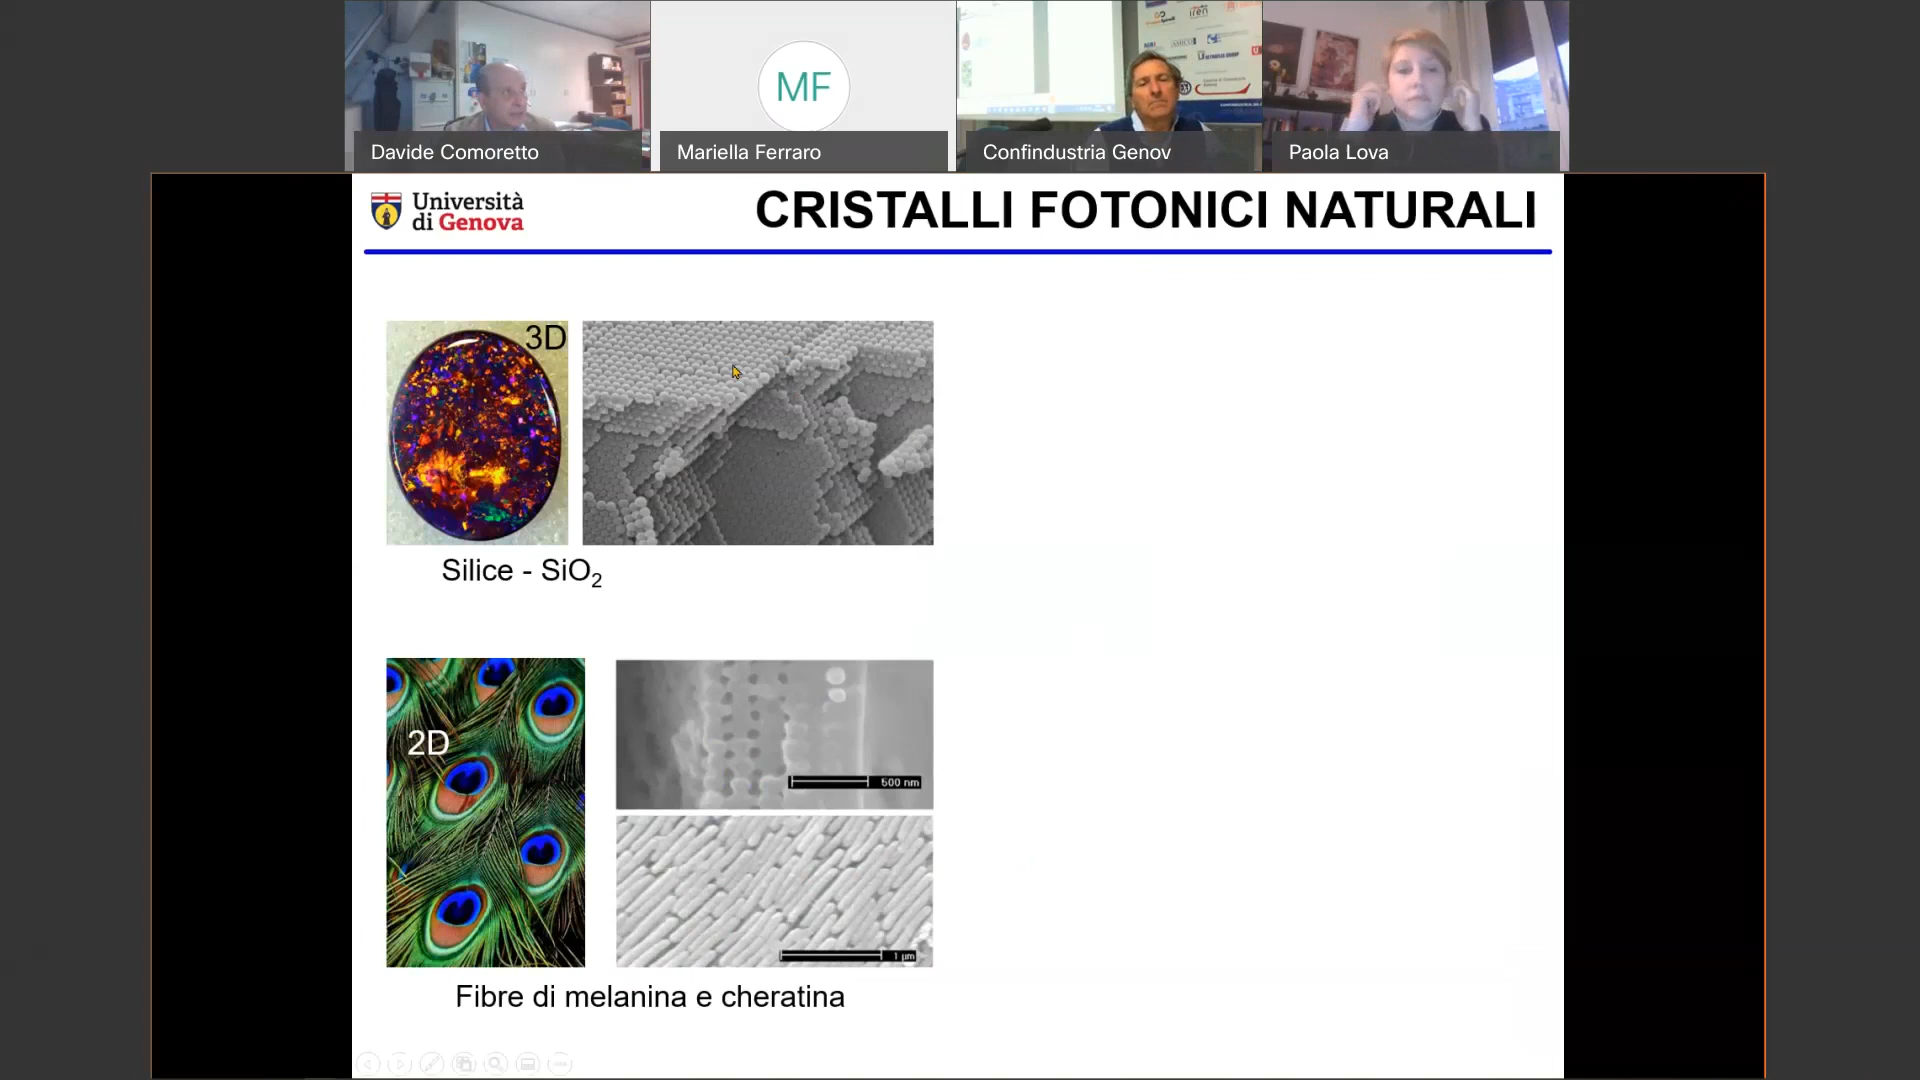 iren
MF
Davide Comoretto
Mariella Ferraro
Confindustria Genov
Paola Lova
Università
di Genova
CRISTALLI FOTONICI NATURALI
3D
Silice - SiO₂
2D
500 nm
1 µm
Fibre di melanina e cheratina